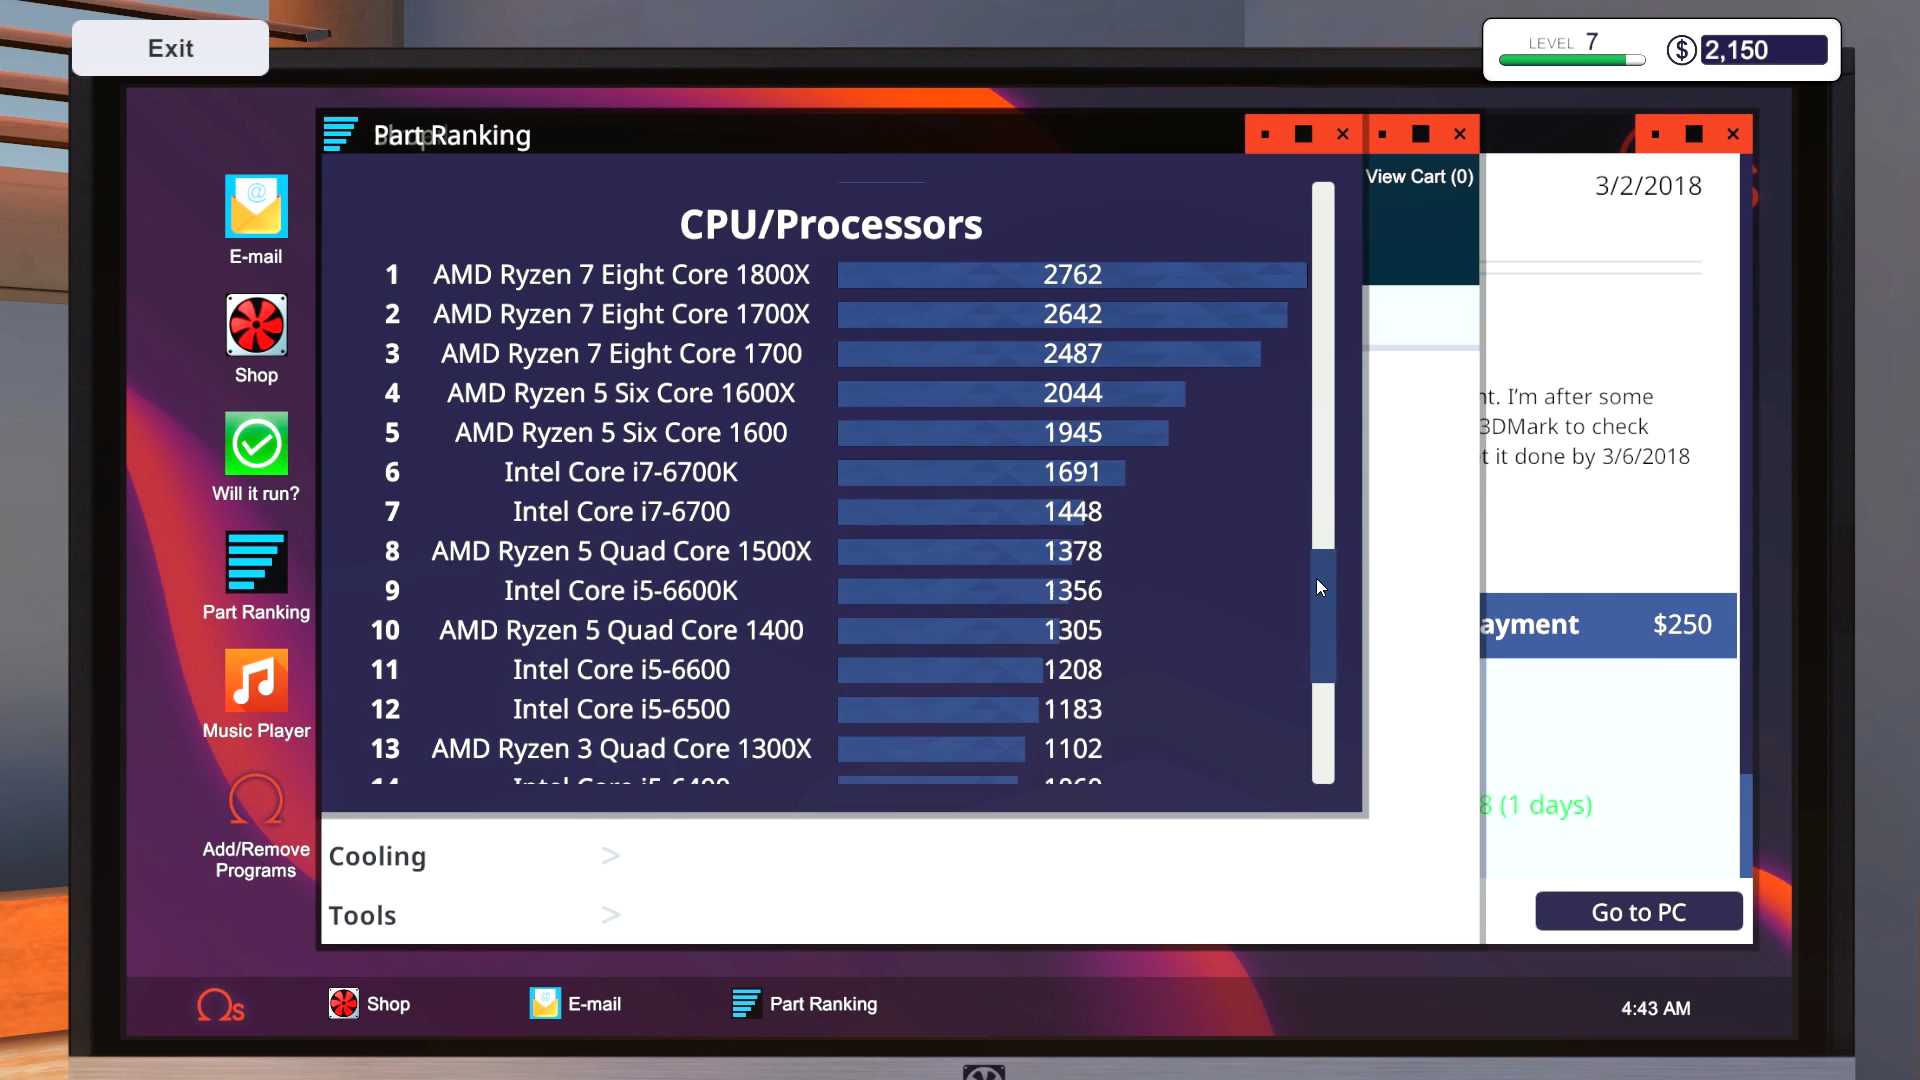 Exit
LEVEL 7
$ 2,150
Part Ranking
View Cart (0)
3/2/2018
CPU/Processors
1 AMD Ryzen 7 Eight Core 1800X 2762
2 AMD Ryzen 7 Eight Core 1700X 2642
3 AMD Ryzen 7 Eight Core 1700 2487
4 AMD Ryzen 5 Six Core 1600X 2044
5 AMD Ryzen 5 Six Core 1600 1945
6 Intel Core i7-6700K 1691
7 Intel Core i7-6700 1448
8 AMD Ryzen 5 Quad Core 1500X 1378
9 Intel Core i5-6600K 1356
10 AMD Ryzen 5 Quad Core 1400 1305
11 Intel Core i5-6600 1208
12 Intel Core i5-6500 1183
13 AMD Ryzen 3 Quad Core 1300X 1102
14 Intel Core i5-6400
I'm after some
3DMark to check
it done by 3/6/2018
ayment $250
8 (1 days)
Go to PC
Cooling >
Tools >
E-mail
Shop
Will it run?
Part Ranking
Music Player
Add/Remove
Programs
Ωs
Shop
E-mail
Part Ranking
4:43 AM